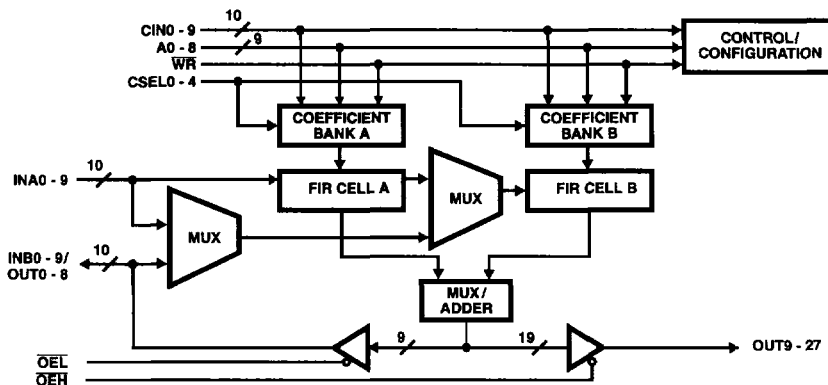 10
CIN0 - 9
9
A0 - 8
WR
CSEL0 - 4
CONTROL/
CONFIGURATION
COEFFICIENT
BANK A
COEFFICIENT
BANK B
10
INA0 - 9
FIR CELL A
MUX
FIR CELL B
MUX
10
INB0 - 9/
OUT0 - 8
MUX /
ADDER
9
19
OUT9 - 27
OEL
OEH